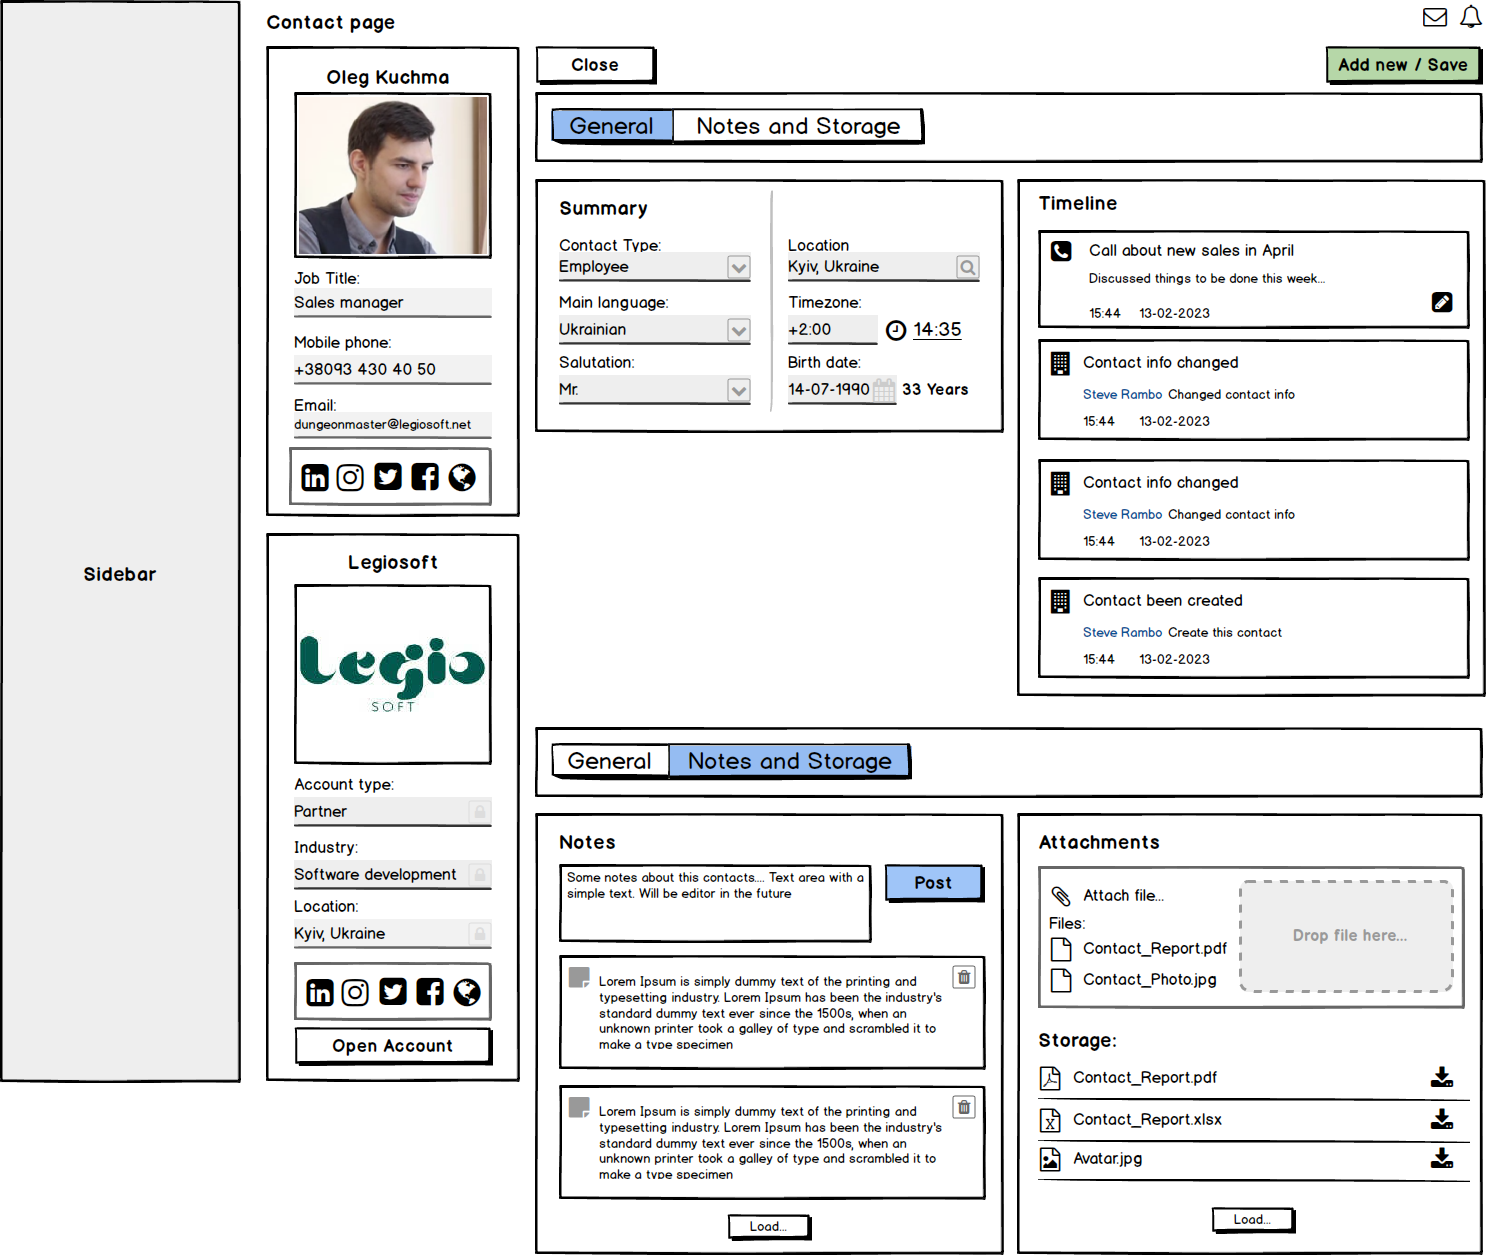 Contact page
Sidebar
Oleg Kuchma
Job Title:
Sales manager
Mobile phone:
+38093 430 40 50
Email:
dungeonmaster@legiosoft.net
Legiosoft
Legio
SOFT
Account type:
Partner
Industry:
Software development
Location:
Kyiv, Ukraine
Open Account
Close
Add new / Save
General
Notes and Storage
Summary
Contact Type:
Employee
Main language:
Ukrainian
Salutation:
Mr.
Location
Kyiv, Ukraine
Timezone:
+2:00
14:35
Birth date:
14-07-1990
33 Years
Timeline
Call about new sales in April
Discussed things to be done this week...
15:44 13-02-2023
Contact info changed
Steve Rambo Changed contact info
15:44 13-02-2023
Contact info changed
Steve Rambo Changed contact info
15:44 13-02-2023
Contact been created
Steve Rambo Create this contact
15:44 13-02-2023
General
Notes and Storage
Notes
Some notes about this contacts.... Text area with a
simple text. Will be editor in the future
Post
Lorem Ipsum is simply dummy text of the printing and
typesetting industry. Lorem Ipsum has been the industry's
standard dummy text ever since the 1500s, when an
unknown printer took a galley of type and scrambled it to
make a type specimen
Lorem Ipsum is simply dummy text of the printing and
typesetting industry. Lorem Ipsum has been the industry's
standard dummy text ever since the 1500s, when an
unknown printer took a galley of type and scrambled it to
make a type specimen
Load...
Attachments
Attach file...
Files:
Contact_Report.pdf
Contact_Photo.jpg
Drop file here...
Storage:
Contact_Report.pdf
Contact_Report.xlsx
Avatar.jpg
Load...